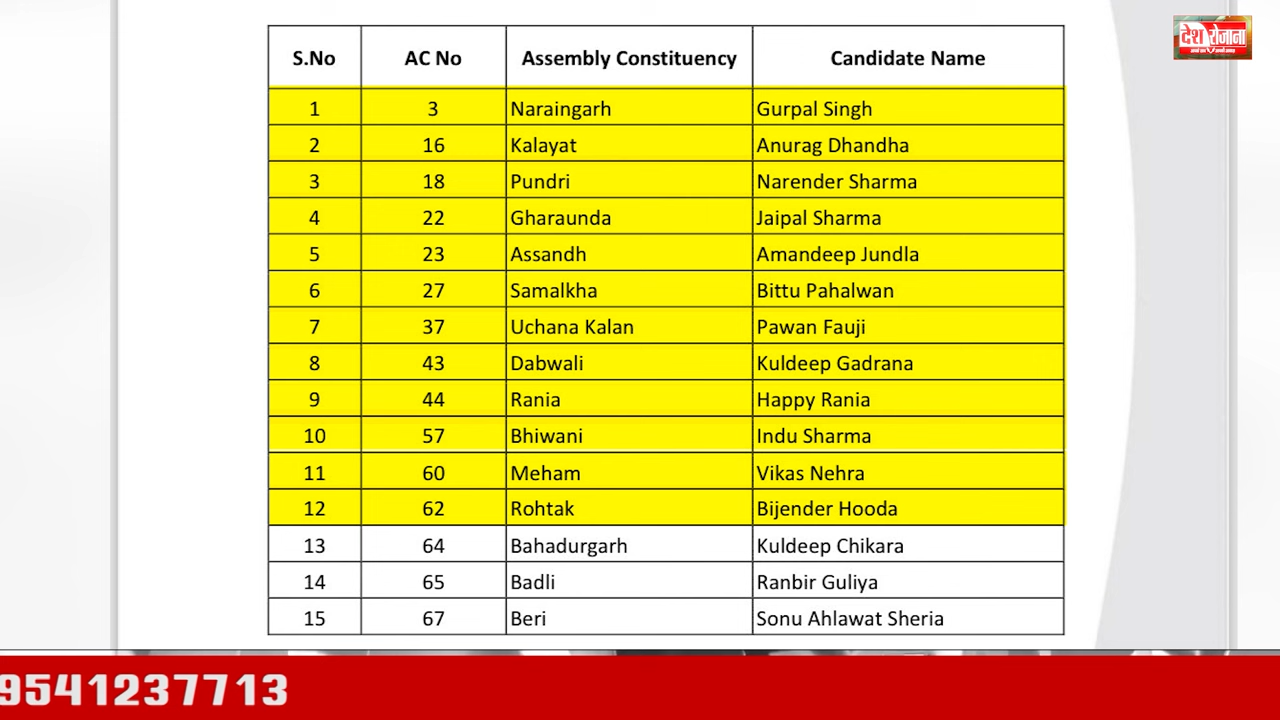 देश रोजाना
S.No AC No Assembly Constituency Candidate Name
1 3 Naraingarh Gurpal Singh
2 16 Kalayat Anurag Dhandha
3 18 Pundri Narender Sharma
4 22 Gharaunda Jaipal Sharma
5 23 Assandh Amandeep Jundla
6 27 Samalkha Bittu Pahalwan
7 37 Uchana Kalan Pawan Fauji
8 43 Dabwali Kuldeep Gadrana
9 44 Rania Happy Rania
10 57 Bhiwani Indu Sharma
11 60 Meham Vikas Nehra
12 62 Rohtak Bijender Hooda
13 64 Bahadurgarh Kuldeep Chikara
14 65 Badli Ranbir Guliya
15 67 Beri Sonu Ahlawat Sheria
9541237713